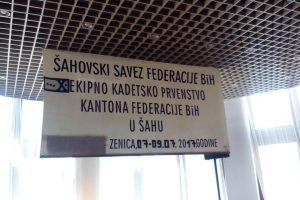 ŠAHOVSKI SAVEZ FEDERACIJE BiH
EKIPNO KADETSKO PRVENSTVO
KANTONA FEDERACIJE BiH
U ŠAHU
ZENICA, 07-09.07. 2017. GODINE